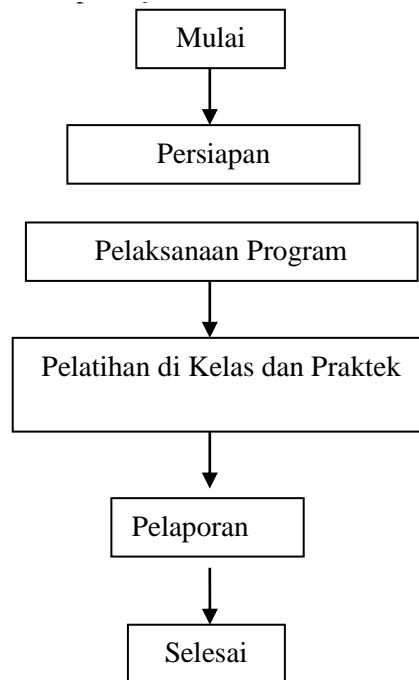 Mulai
Persiapan
Pelaksanaan Program
Pelatihan di Kelas dan Praktek
Pelaporan
Selesai